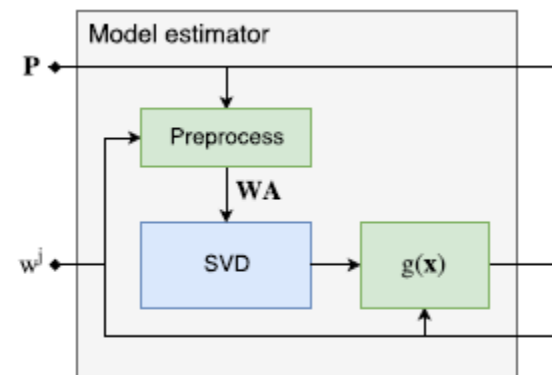 Model estimator
P
Preprocess
WA
w^j
SVD
g(x)